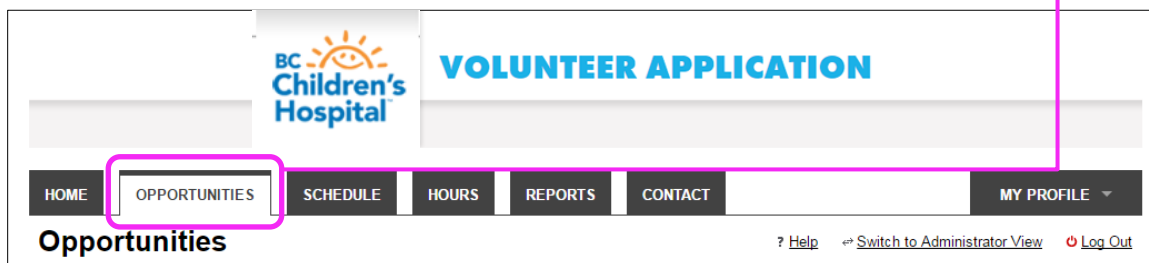 BC
Children's
Hospital
VOLUNTEER APPLICATION
HOME OPPORTUNITIES SCHEDULE HOURS REPORTS CONTACT MY PROFILE
Opportunities
? Help Switch to Administrator View Log Out